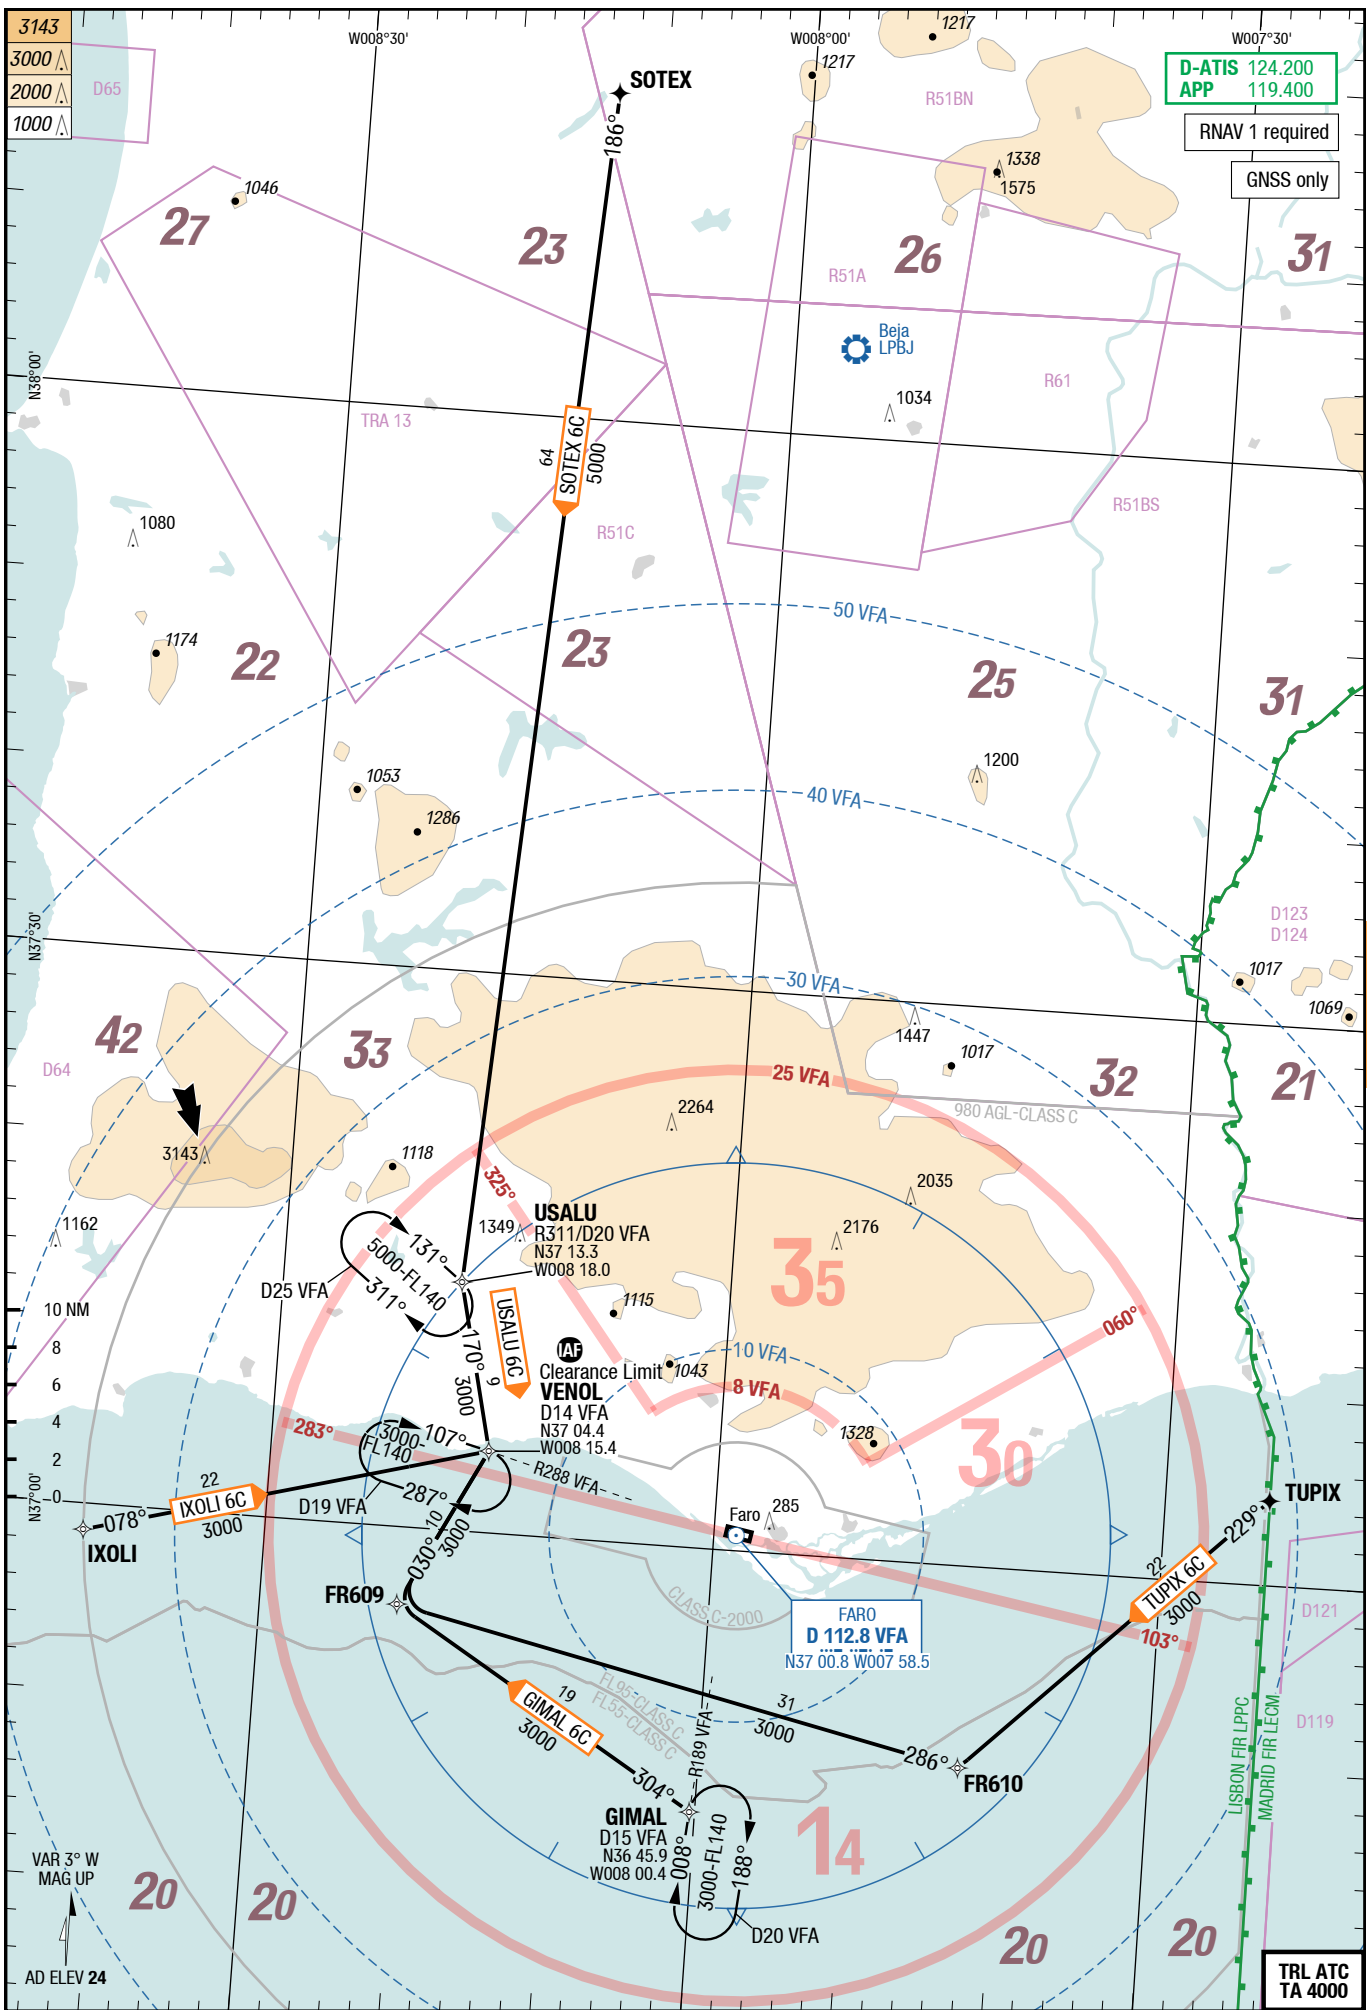 3143
3000
2000
1000
D65
W008°30'
W008°00'
W007°30'
SOTEX
186°
1217
1217
R51BN
1338
1575
D-ATIS 124.200
APP 119.400
RNAV 1 required
GNSS only
1046
27
23
26
31
R51A
Beja
LPBJ
R61
1034
N38°00'
TRA 13
64
SOTEX 6C
5000
R51C
R51BS
1080
1174
22
23
25
31
50 VFA
1200
40 VFA
1053
1286
N37°30'
30 VFA
D123
D124
1017
1069
1447
1017
42
33
32
21
D64
25 VFA
980 AGL-CLASS C
2264
3143
1118
325°
2035
1162
1349
USALU
R311/D20 VFA
N37 13.3
W008 18.0
2176
35
131°
5000-FL140
311°
D25 VFA
10 NM
8
6
4
2
0
USALU 6C
170°
9
3000
1115
060°
IAF
Clearance Limit
VENOL
D14 VFA
N37 04.4
W008 15.4
1043
10 VFA
8 VFA
1328
30
283°
3000-
FL140
107°
287°
D19 VFA
R288 VFA
N37°00'
22
IXOLI 6C
3000
078°
IXOLI
10
030°
3000
Faro
285
TUPIX
229°
22
TUPIX 6C
3000
FR609
CLASS C-2000
FARO
D 112.8 VFA
N37 00.8 W007 58.5
103°
D121
D119
19
GIMAL 6C
3000
FL95-CLASS C
FL55-CLASS C
31
3000
R189 VFA
286°
FR610
LISBON FIR LPPC
MADRID FIR LECM
304°
GIMAL
D15 VFA
N36 45.9
W008 00.4
008°
3000-FL140
188°
D20 VFA
14
20
20
20
20
VAR 3° W
MAG UP
AD ELEV 24
TRL ATC
TA 4000